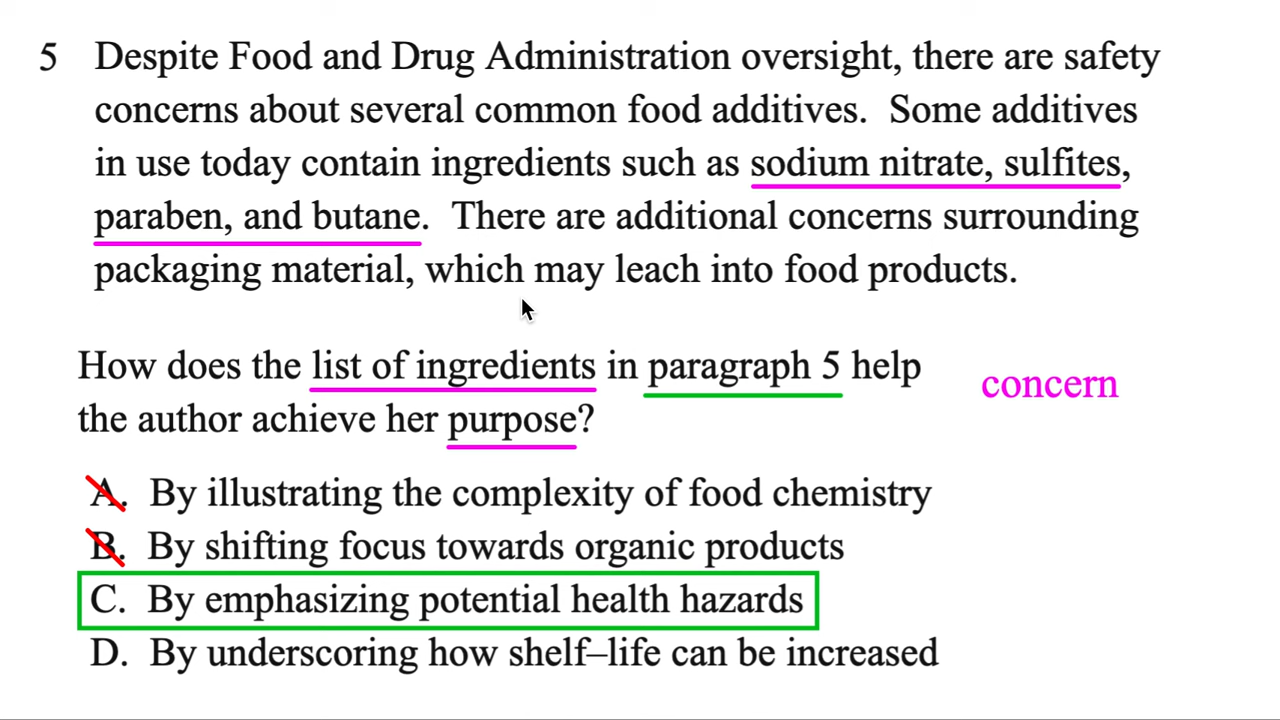 5 Despite Food and Drug Administration oversight, there are safety
concerns about several common food additives. Some additives
in use today contain ingredients such as sodium nitrate, sulfites,
paraben, and butane. There are additional concerns surrounding
packaging material, which may leach into food products.
How does the list of ingredients in paragraph 5 help
the author achieve her purpose?
concern
A. By illustrating the complexity of food chemistry
B. By shifting focus towards organic products
C. By emphasizing potential health hazards
D. By underscoring how shelf–life can be increased